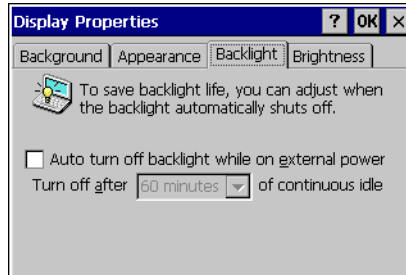 Display Properties ? OK ×
Background Appearance Backlight Brightness
To save backlight life, you can adjust when
the backlight automatically shuts off.
Auto turn off backlight while on external power
Turn off after 60 minutes of continuous idle